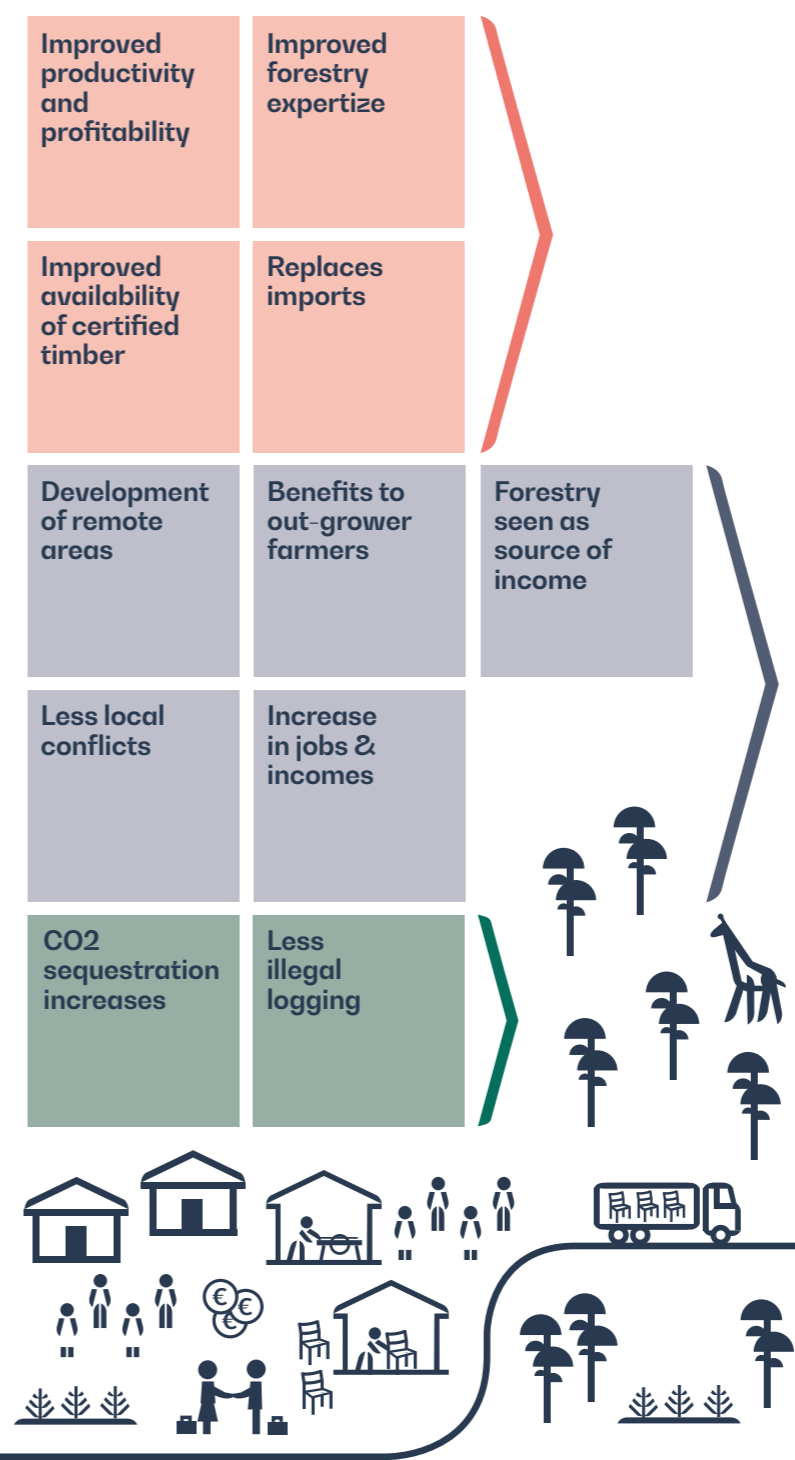 Improved
productivity
and
profitability
Improved
forestry
expertize
Improved
availability
of certified
timber
Replaces
imports
Development
of remote
areas
Benefits to
out-grower
farmers
Forestry
seen as
source of
income
Less local
conflicts
Increase
in jobs &
incomes
CO2
sequestration
increases
Less
illegal
logging
€
€
€